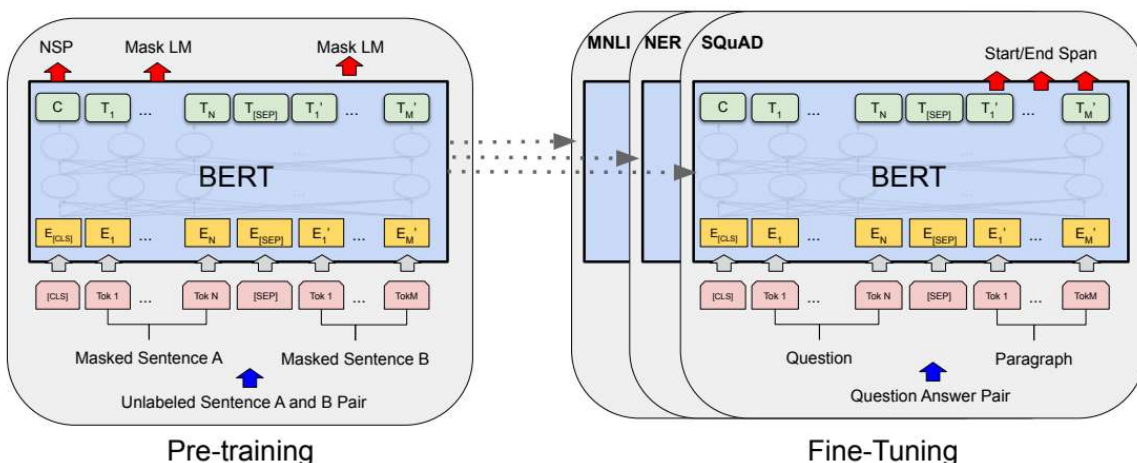 NSP Mask LM Mask LM
C T1 ... TN T[SEP] T1' ... TM'
BERT
E[CLS] E1 ... EN E[SEP] E1' ... EM'
[CLS] Tok 1 ... Tok N [SEP] Tok 1 ... TokM
Masked Sentence A Masked Sentence B
Unlabeled Sentence A and B Pair
Pre-training
MNLI NER SQuAD
Start/End Span
C T1 ... TN T[SEP] T1' ... TM'
BERT
E[CLS] E1 ... EN E[SEP] E1' ... EM'
[CLS] Tok 1 ... Tok N [SEP] Tok 1 ... TokM
Question Paragraph
Question Answer Pair
Fine-Tuning